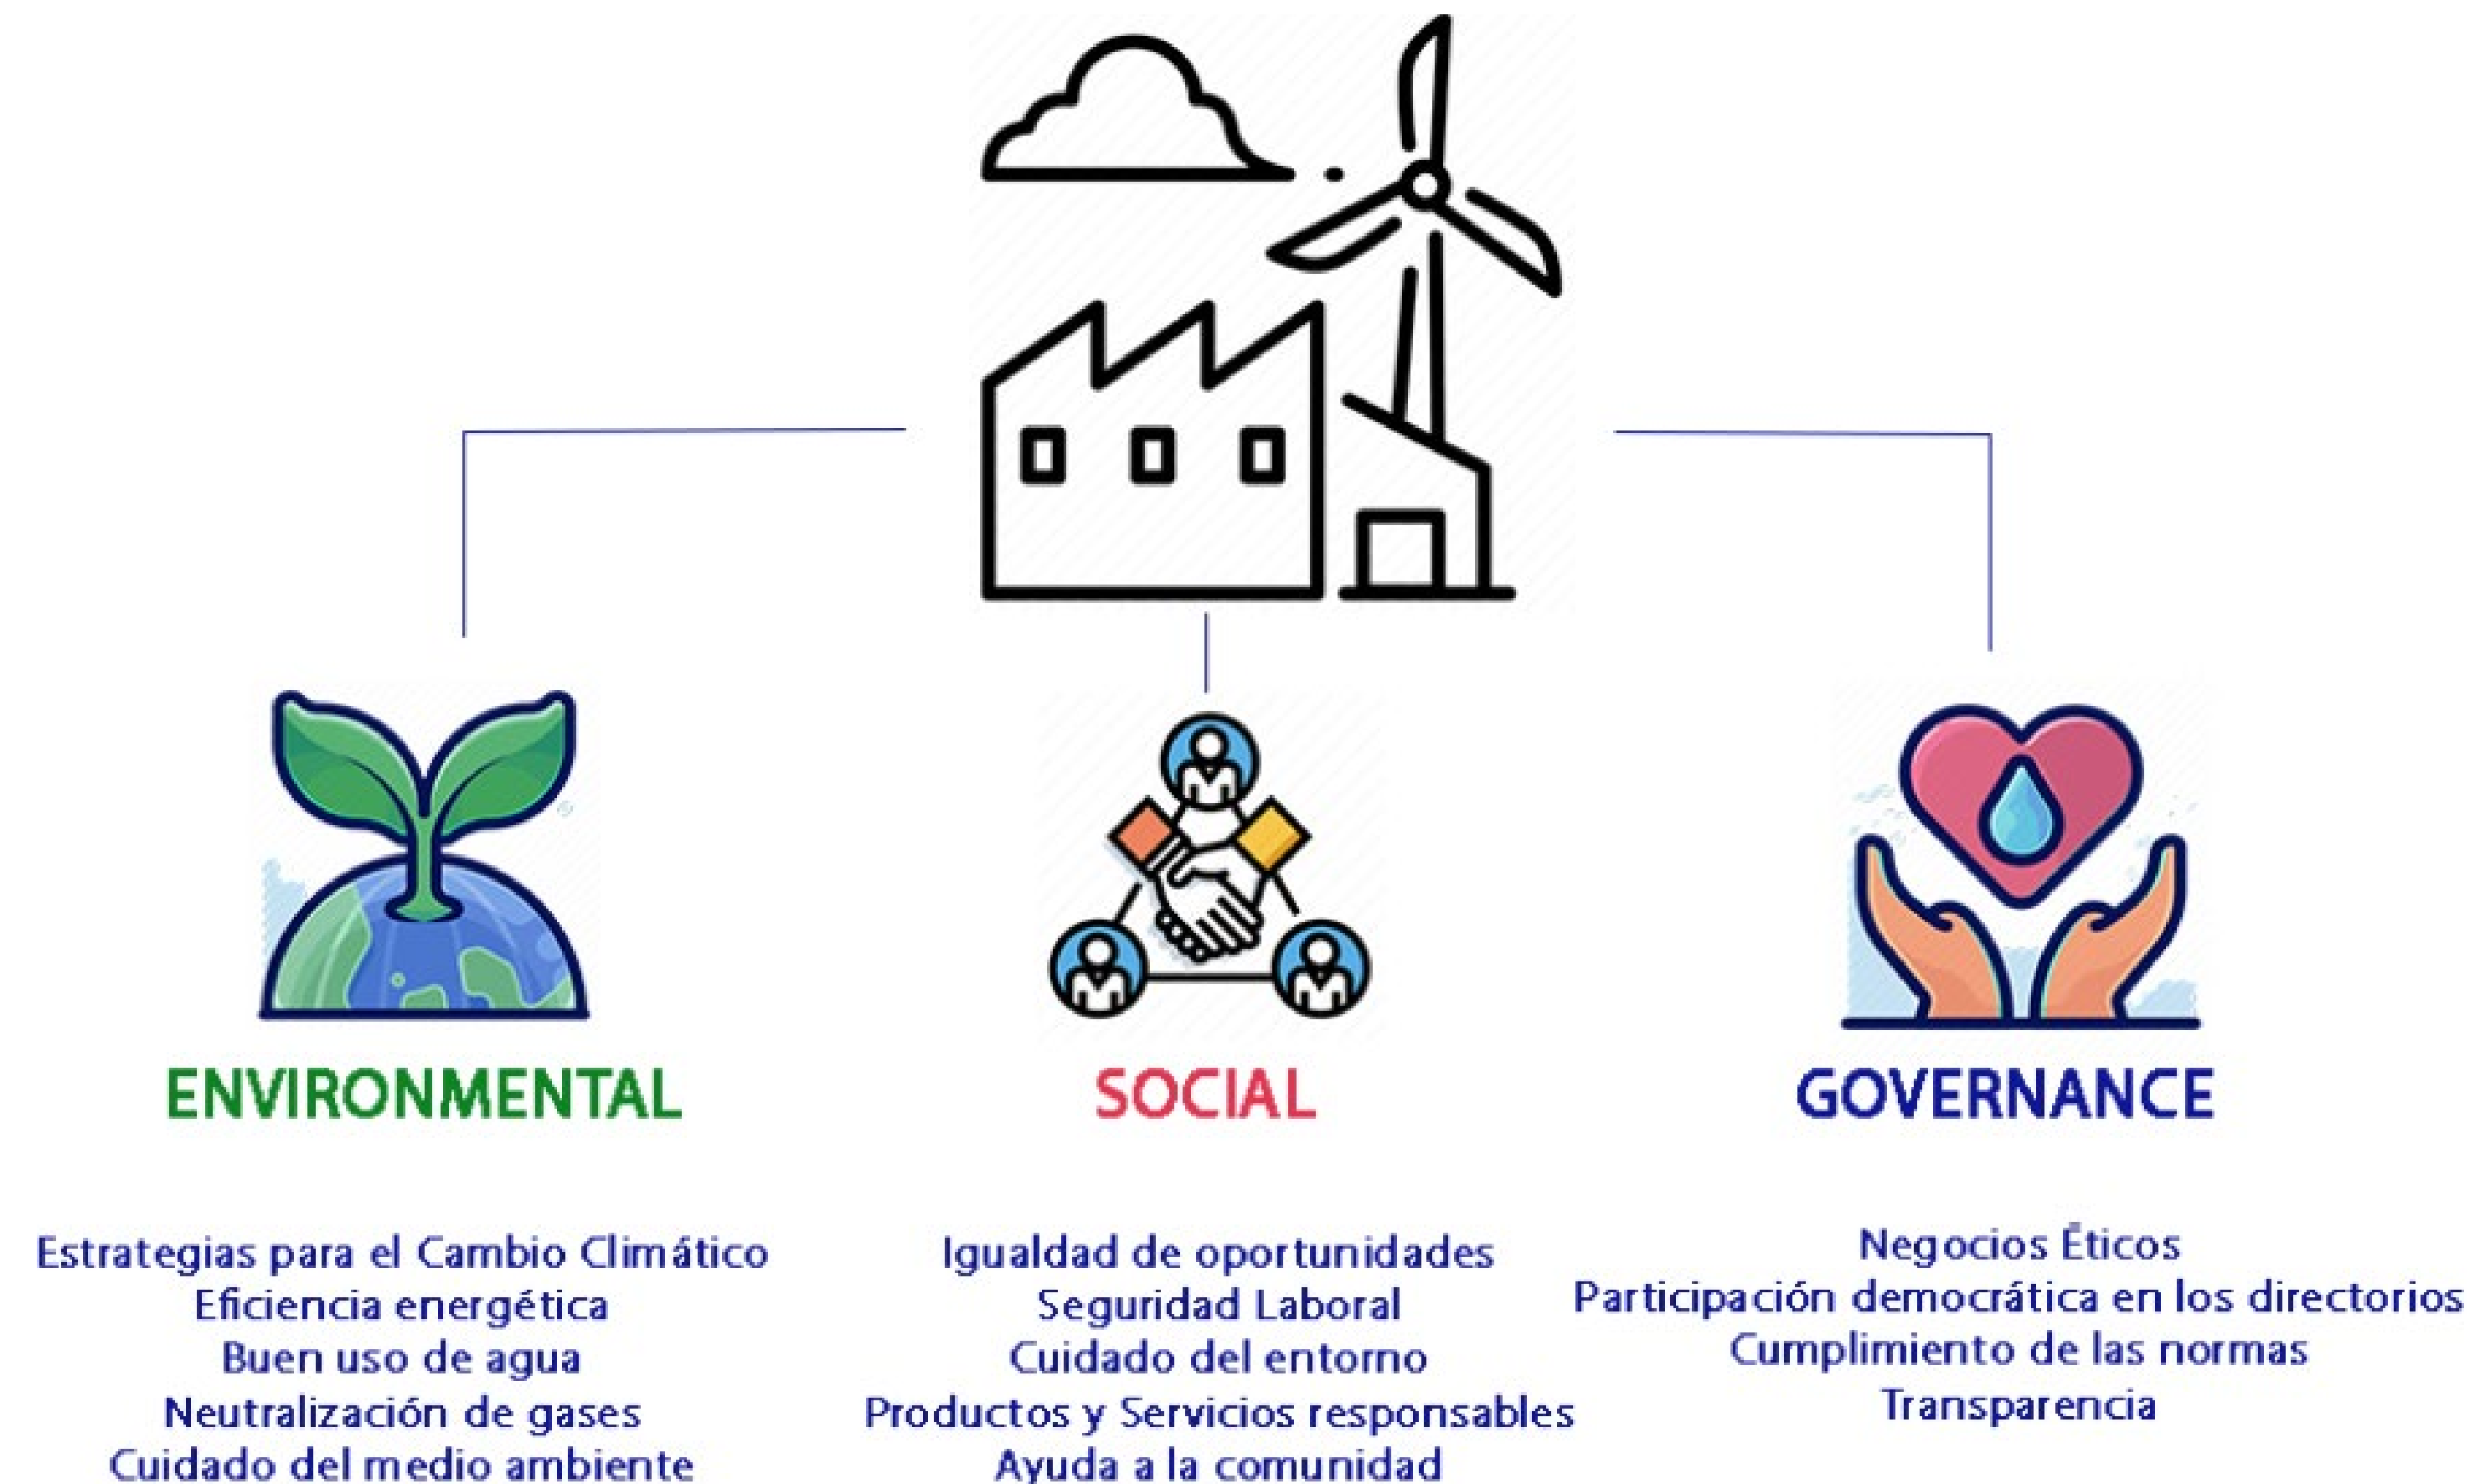 ENVIRONMENTAL
Estrategias para el Cambio Climático
Eficiencia energética
Buen uso de agua
Neutralización de gases
Cuidado del medio ambiente
SOCIAL
Igualdad de oportunidades
Seguridad Laboral
Cuidado del entorno
Productos y Servicios responsables
Ayuda a la comunidad
GOVERNANCE
Negocios Éticos
Participación democrática en los directorios
Cumplimiento de las normas
Transparencia